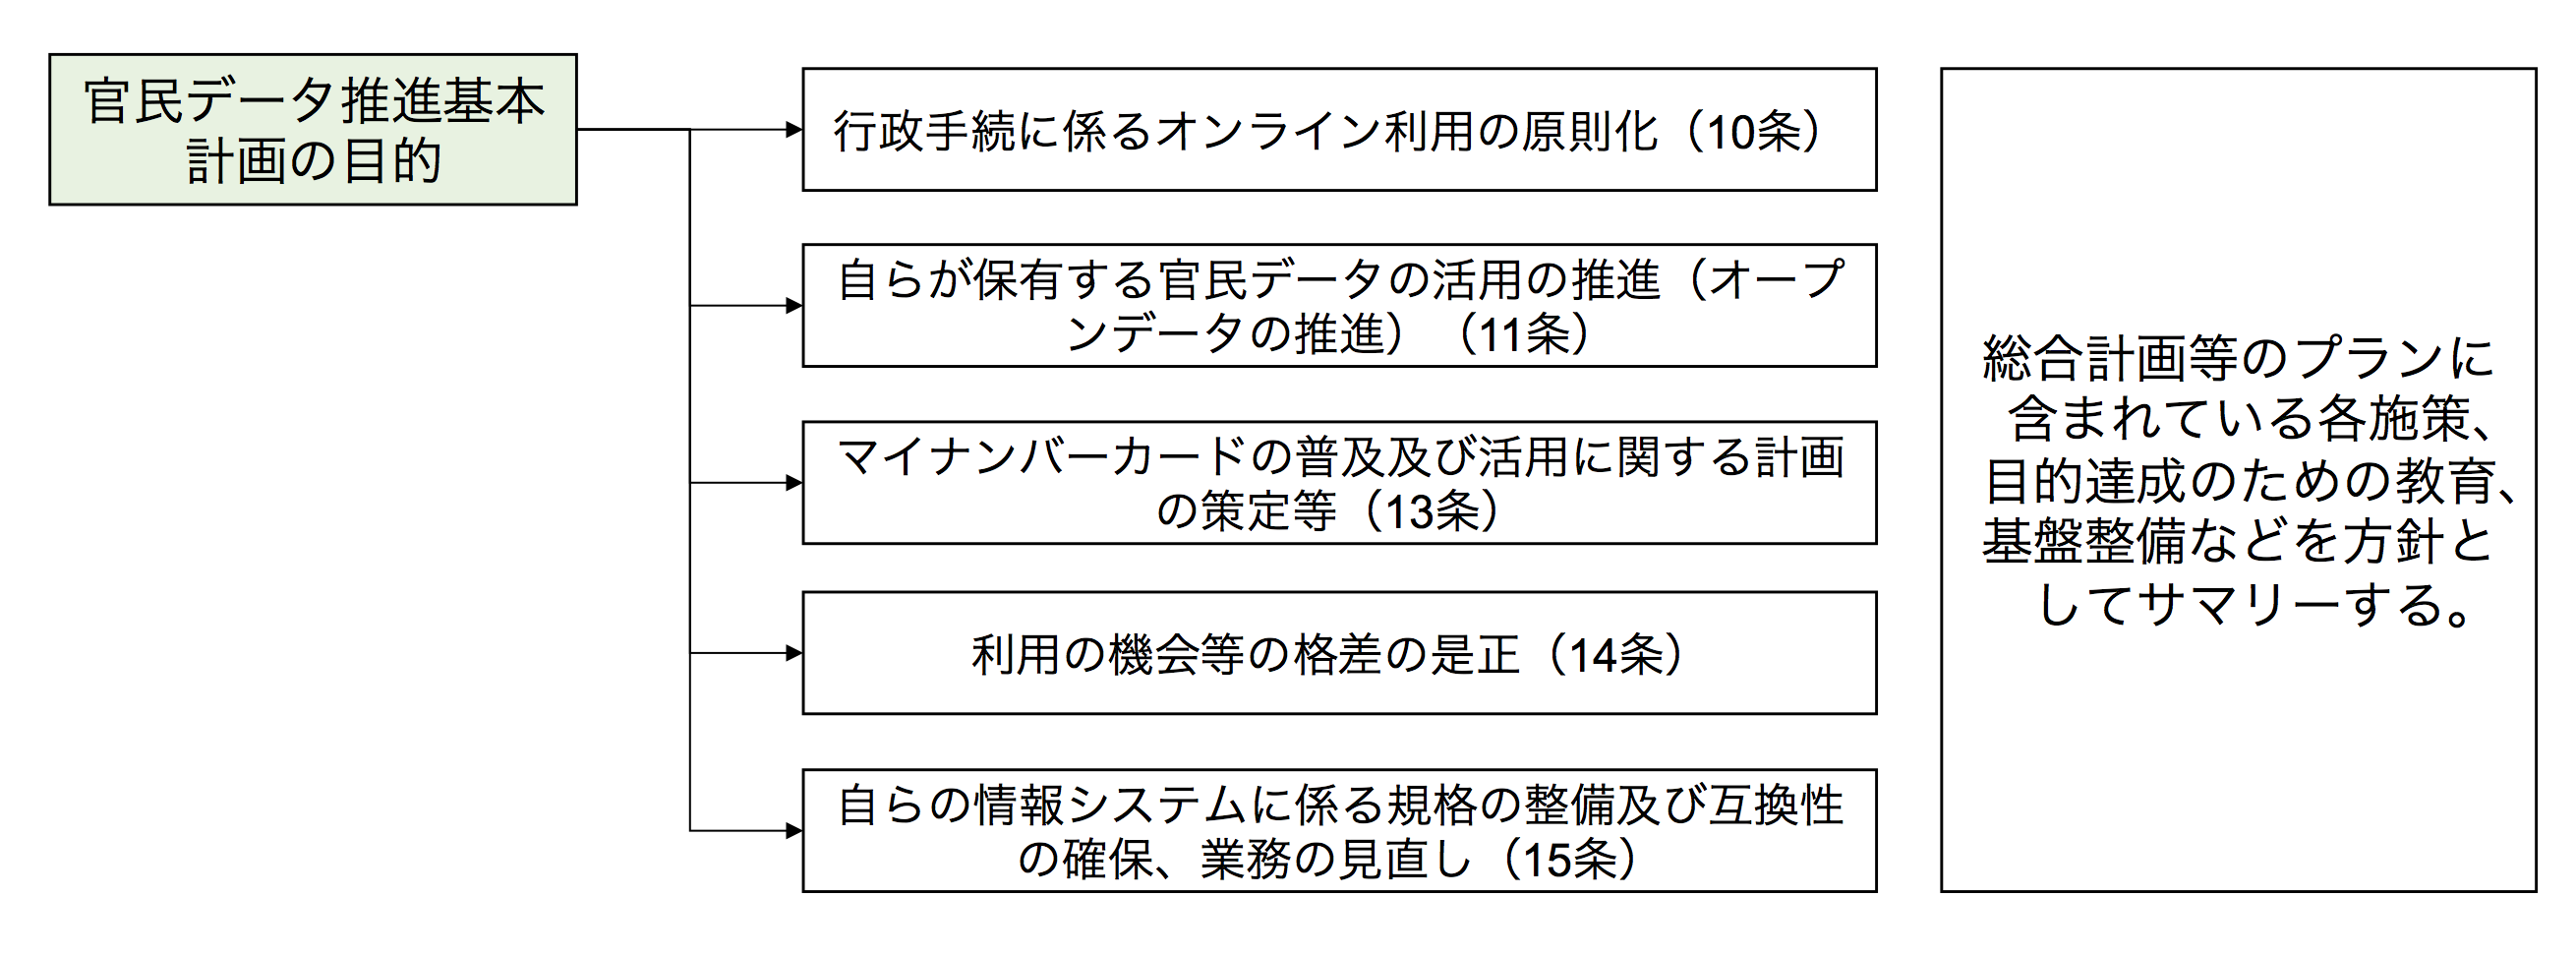 官民データ推進基本
計画の目的
行政手続に係るオンライン利用の原則化（10条）
自らが保有する官民データの活用の推進（オープ
ンデータの推進）（11条）
マイナンバーカードの普及及び活用に関する計画
の策定等（13条）
利用の機会等の格差の是正（14条）
自らの情報システムに係る規格の整備及び互換性
の確保、業務の見直し（15条）
総合計画等のプランに
含まれている各施策、
目的達成のための教育、
基盤整備などを方針と
してサマリーする。